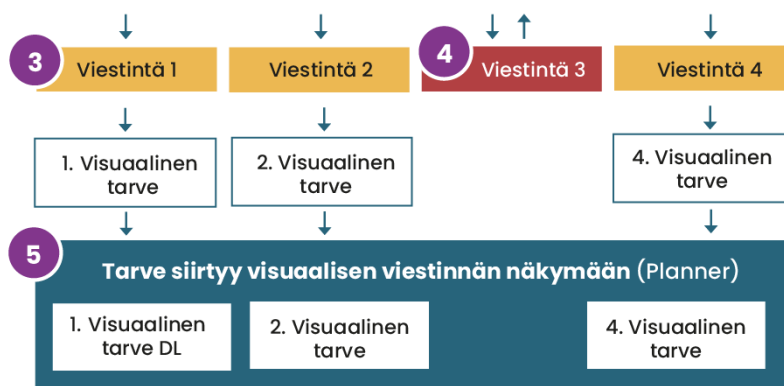 3
Viestintä 1
Viestintä 2
4
Viestintä 3
Viestintä 4
1. Visuaalinen
tarve
2. Visuaalinen
tarve
4. Visuaalinen
tarve
5
Tarve siirtyy visuaalisen viestinnän näkymään (Planner)
1. Visuaalinen
tarve DL
2. Visuaalinen
tarve
4. Visuaalinen
tarve